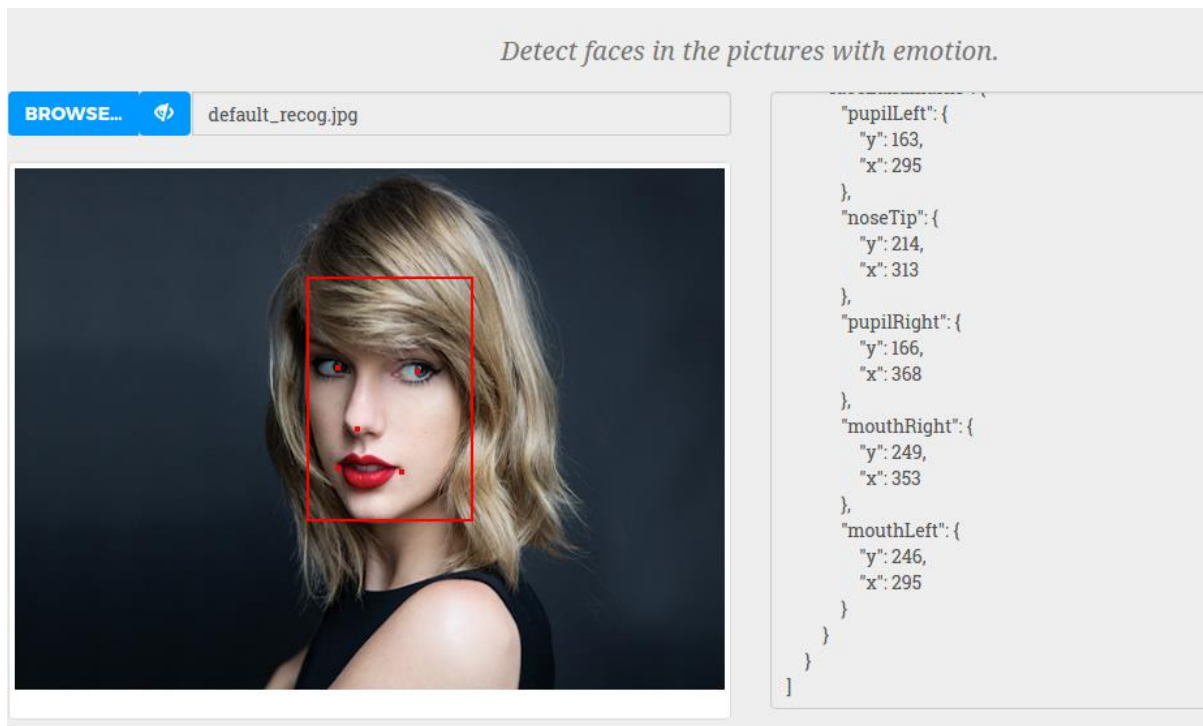 Detect faces in the pictures with emotion.
BROWSE...
default_recog.jpg
"pupilLeft": {
"y": 163,
"x": 295
},
"noseTip": {
"y": 214,
"x": 313
},
"pupilRight": {
"y": 166,
"x": 368
},
"mouthRight": {
"y": 249,
"x": 353
},
"mouthLeft": {
"y": 246,
"x": 295
}
}
}
]